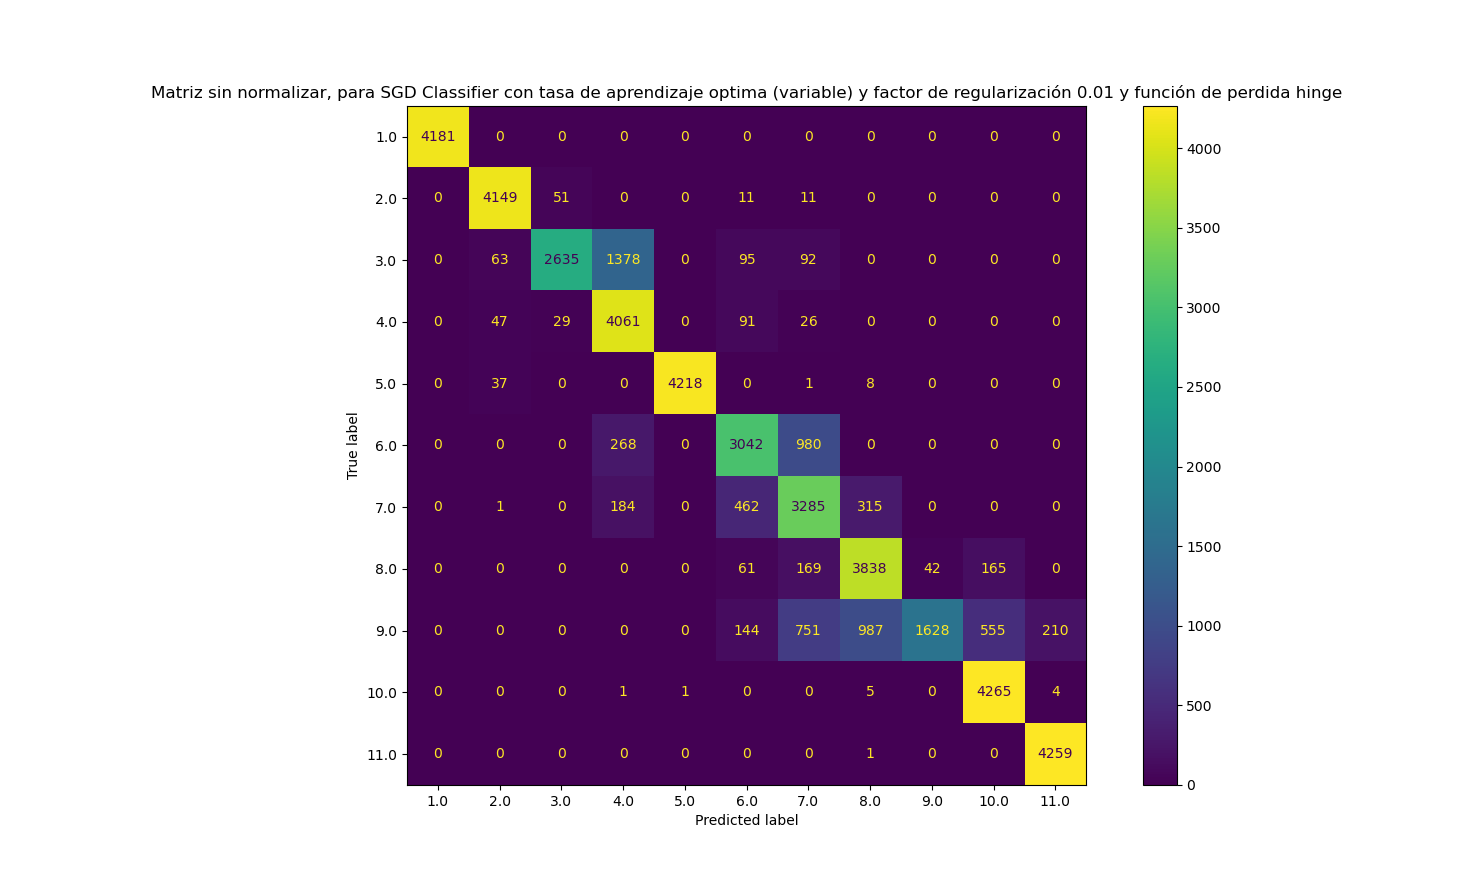 Matriz sin normalizar, para SGD Classifier con tasa de aprendizaje optima (variable) y factor de regularización 0.01 y función de perdida hinge
1.0 4181 0 0 0 0 0 0 0 0 0 0
2.0 0 4149 51 0 0 11 11 0 0 0 0
3.0 0 63 2635 1378 0 95 92 0 0 0 0
4.0 0 47 29 4061 0 91 26 0 0 0 0
5.0 0 37 0 0 4218 0 1 8 0 0 0
6.0 0 0 0 268 0 3042 980 0 0 0 0
7.0 0 1 0 184 0 462 3285 315 0 0 0
8.0 0 0 0 0 0 61 169 3838 42 165 0
9.0 0 0 0 0 0 144 751 987 1628 555 210
10.0 0 0 0 1 1 0 0 5 0 4265 4
11.0 0 0 0 0 0 0 0 1 0 0 4259
1.0 2.0 3.0 4.0 5.0 6.0 7.0 8.0 9.0 10.0 11.0
Predicted label
True label
4000
3500
3000
2500
2000
1500
1000
500
0